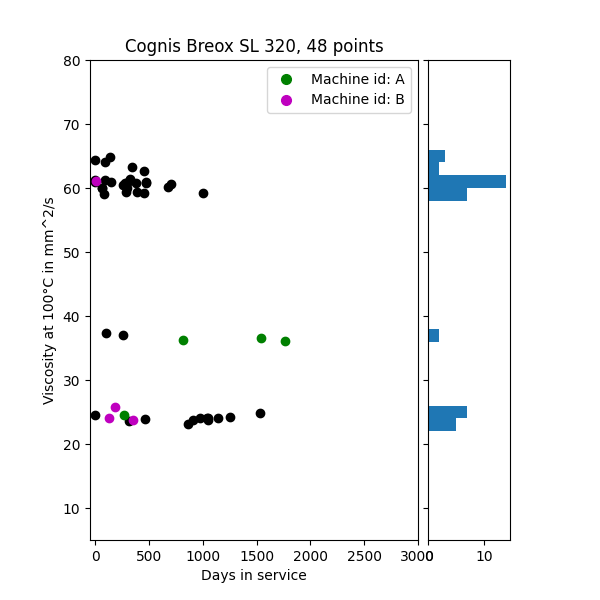 Cognis Breox SL 320, 48 points
Machine id: A
Machine id: B
Viscosity at 100°C in mm^2/s
80
70
60
50
40
30
20
10
0 500 1000 1500 2000 2500 3000
0 10
Days in service